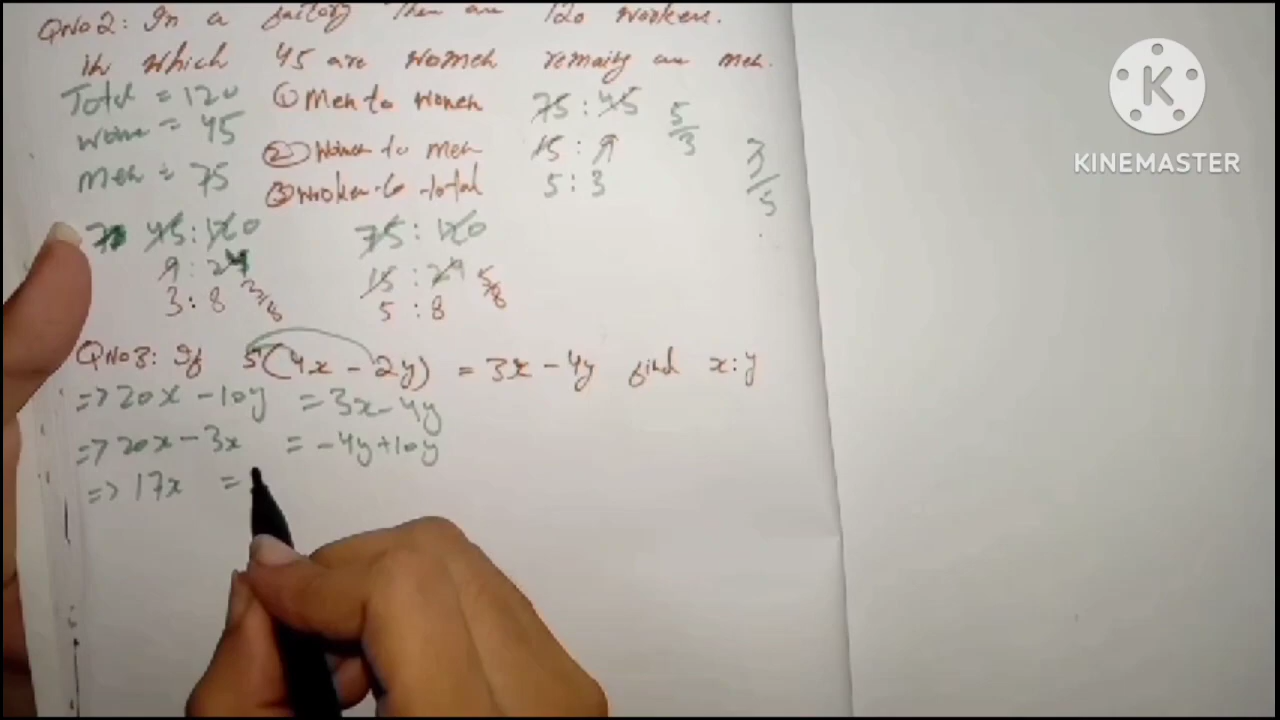 QNo2: In a factory There are 120 workers.
in which 45 are women remaing are men.
Total = 120
women = 45
men = 75
① Men to women
② women to men
③ worker to total
75 : 45
15 : 9
5 : 3
5/3
3/5
45 : 120
9 : 24
3 : 8
3/8
75 : 120
15 : 24
5 : 8
5/8
QNo3: If 5(4x - 2y) = 3x - 4y find x:y
=> 20x - 10y = 3x - 4y
=> 20x - 3x = -4y + 10y
=> 17x =
K
KINEMASTER